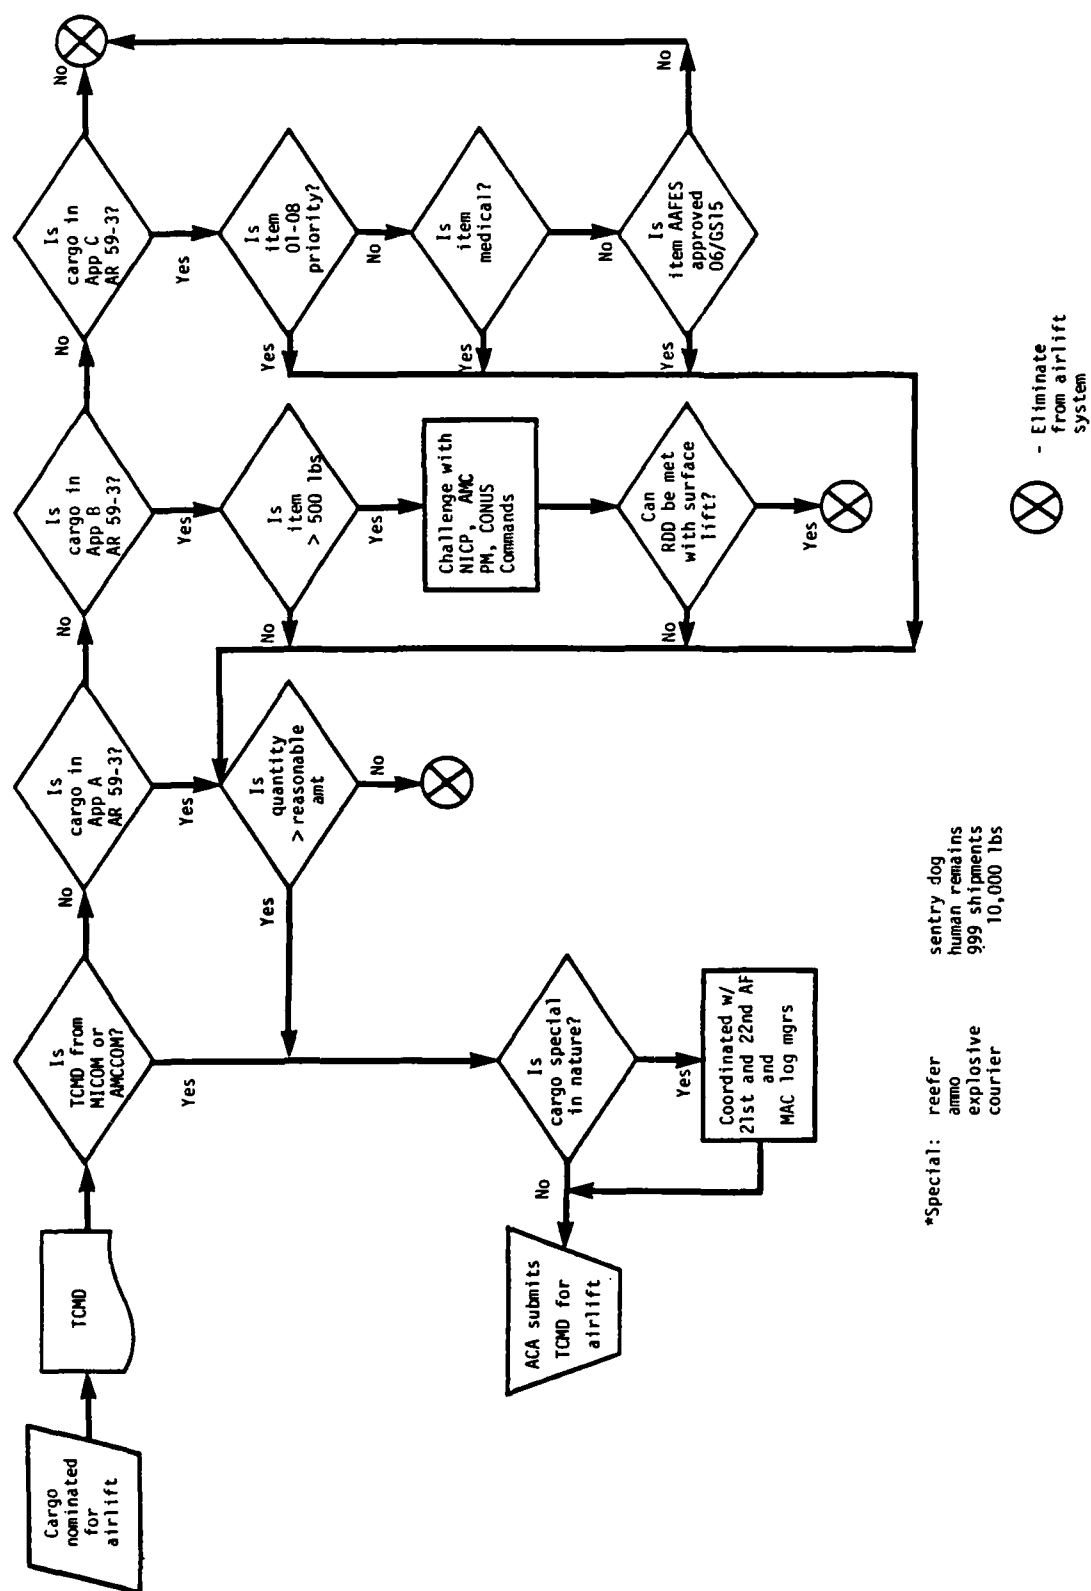 Cargo
nominated
for
airlift
TCMD
Is
TCMD from
MICOM or
AMCCOM?
No
Yes
Is
cargo in
App A
AR 59-3?
No
Yes
Is
cargo in
App B
AR 59-3?
No
Yes
Is
cargo in
App C
AR 59-3?
No
Yes
Is
quantity
> reasonable
amt
Yes
No
Is
item
> 500 lbs
No
Yes
Challenge with
NICP, AMC
PM, CONUS
Commands
Can
RDD be met
with surface
lift?
No
Yes
Is
item
01-08
priority?
Yes
No
Is
item
medical?
Yes
No
Is
item AAFES
approved
06/GS15
Yes
No
Is
cargo special
in nature?
No
Yes
Coordinated w/
21st and 22nd AF
and
MAC log mgrs
ACA submits
TCMD for
airlift
*Special: reefer
ammo
explosive
courier
sentry dog
human remains
999 shipments
10,000 lbs
- Eliminate
from airlift
system